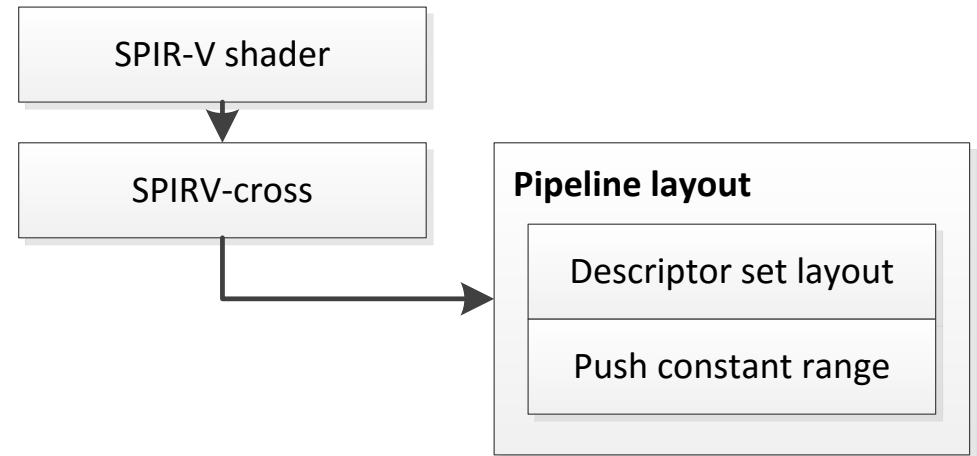 SPIR-V shader
SPIRV-cross
Pipeline layout
Descriptor set layout
Push constant range